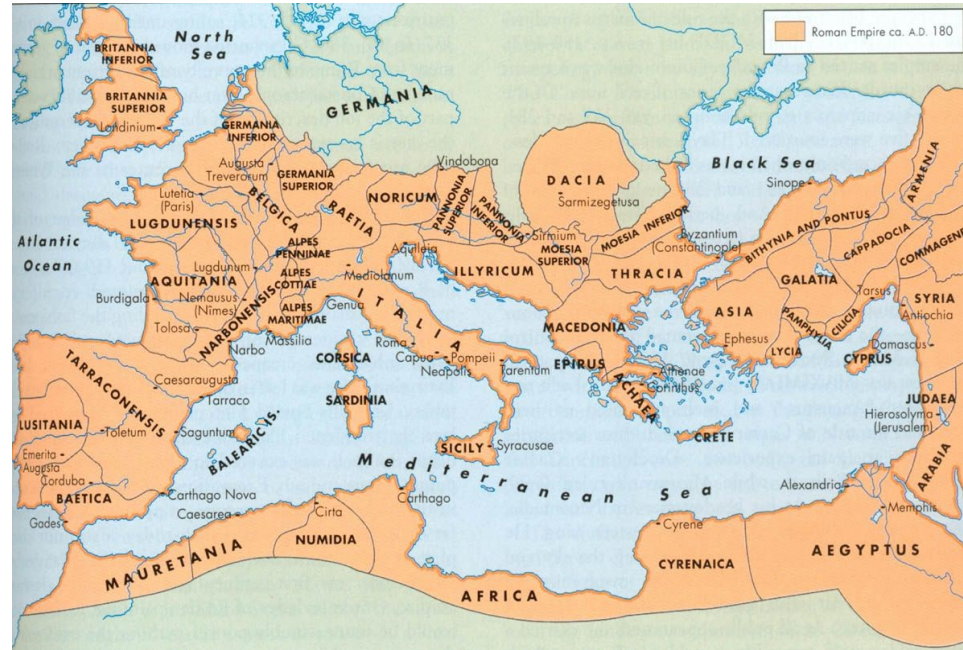 Roman Empire ca. A.D. 180
North
Sea
BRITANNIA
INFERIOR
BRITANNIA
SUPERIOR
Londinium
GERMANIA
GERMANIA
INFERIOR
Augusta
Treverorum
GERMANIA
SUPERIOR
BELGICA
Lutetia
(Paris)
LUGDUNENSIS
RAETIA
NORICUM
Vindobona
PANNONIA
SUPERIOR
PANNONIA
INFERIOR
DACIA
Sarmizegetusa
Sirmium
MOESIA
SUPERIOR
MOESIA INFERIOR
Black Sea
Sinope
Byzantium
(Constantinople)
BITHYNIA AND PONTUS
ARMENIA
CAPPADOCIA
COMMAGENE
Atlantic
Ocean
AQUITANIA
Lugdunum
ALPES
PENNINAE
ALPES
COTTIAE
ALPES
MARITIMAE
Mediolanum
Aquileia
ILLYRICUM
THRACIA
GALATIA
Burdigala
Nemausus
(Nîmes)
NARBONENSIS
Tolosa
Narbo
Massilia
Genua
ITALIA
Roma
Capua
Pompeii
Neapolis
Tarentum
CORSICA
SARDINIA
MACEDONIA
EPIRUS
ACHAEA
Athenae
Corinthus
ASIA
Ephesus
LYCIA
PAMPHYLIA
CILICIA
Tarsus
SYRIA
Antiochia
Damascus
CYPRUS
JUDAEA
Hierosolyma
(Jerusalem)
ARABIA
TARRACONENSIS
Caesaraugusta
Tarraco
LUSITANIA
Toletum
Saguntum
BALEARICUS.
Emerita
Augusta
Corduba
BAETICA
Carthago Nova
Gades
Caesarea
Cirta
Carthago
SICILY
Syracusae
CRETE
Mediterranean Sea
MAURETANIA
NUMIDIA
AFRICA
Cyrene
CYRENAICA
Alexandria
Memphis
AEGYPTUS